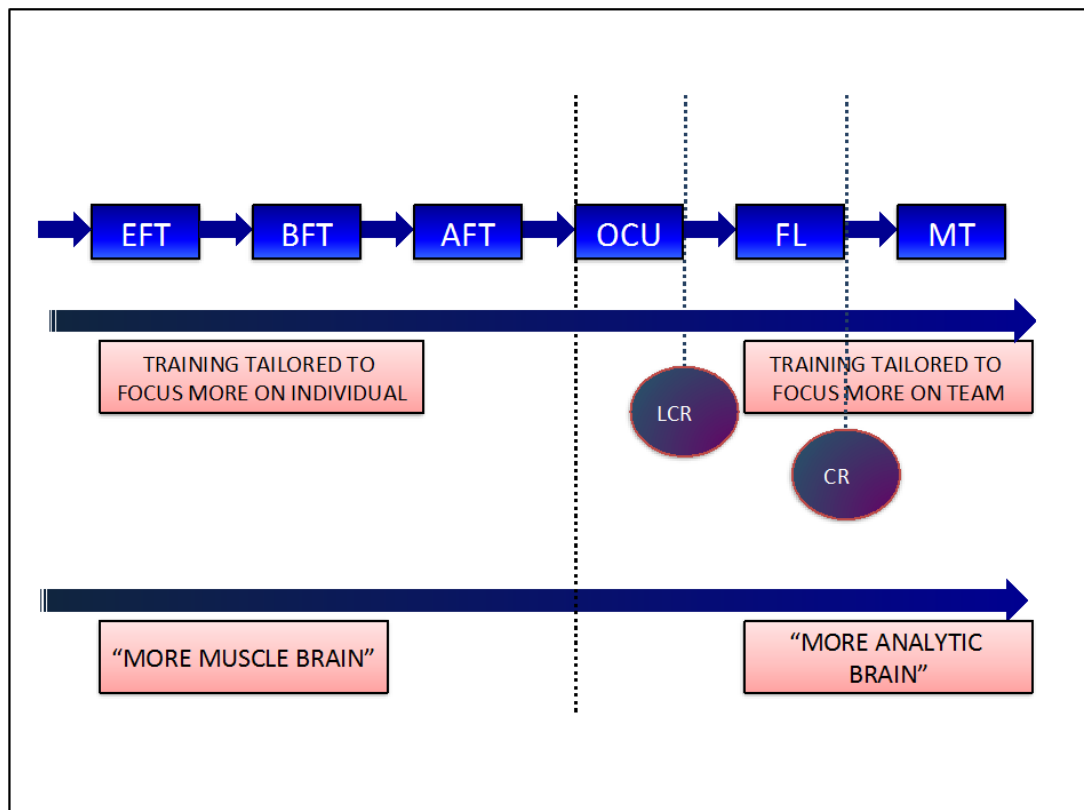 EFT
BFT
AFT
OCU
FL
MT
TRAINING TAILORED TO
FOCUS MORE ON INDIVIDUAL
LCR
TRAINING TAILORED TO
FOCUS MORE ON TEAM
CR
“MORE MUSCLE BRAIN”
“MORE ANALYTIC
BRAIN”